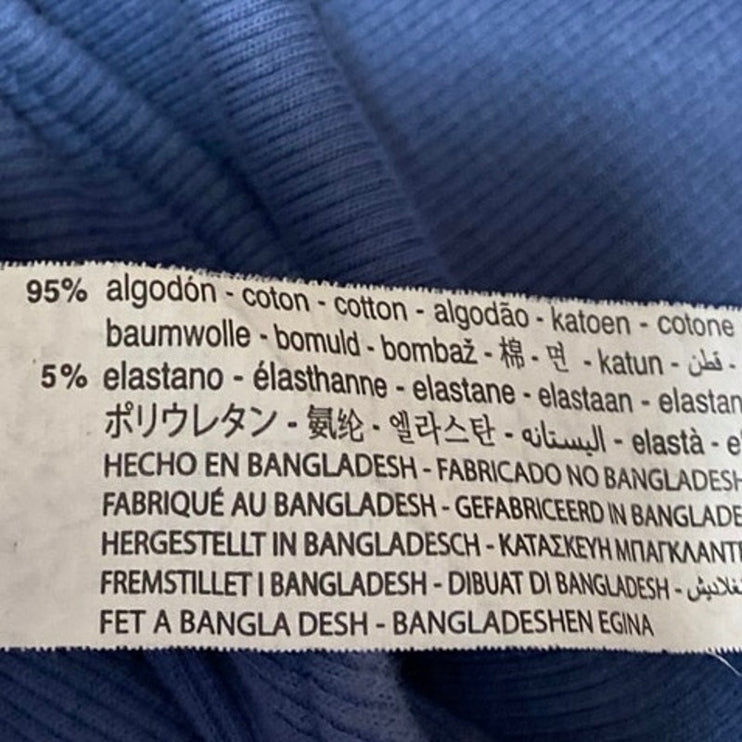 95% algodón - coton - cotton - algodão - katoen - cotone
baumwolle - bomuld - bombaž - 棉 - 면 - katun - قطن -
5% elastano - élasthanne - elastane - elastaan - elastan
ポリウレタン - 氨纶 - 엘라스탄 - اليستانه - elastà -
HECHO EN BANGLADESH - FABRICADO NO BANGLADESH
FABRIQUÉ AU BANGLADESH - GEFABRICEERD IN BANGLADE
HERGESTELLT IN BANGLADESCH - ΚΑΤΑΣΚΕΥΗ ΜΠΑΓΚΛΑΝΤ
FREMSTILLET I BANGLADESH - DIBUAT DI BANGLADESH -
FET A BANGLA DESH - BANGLADESHEN EGINA